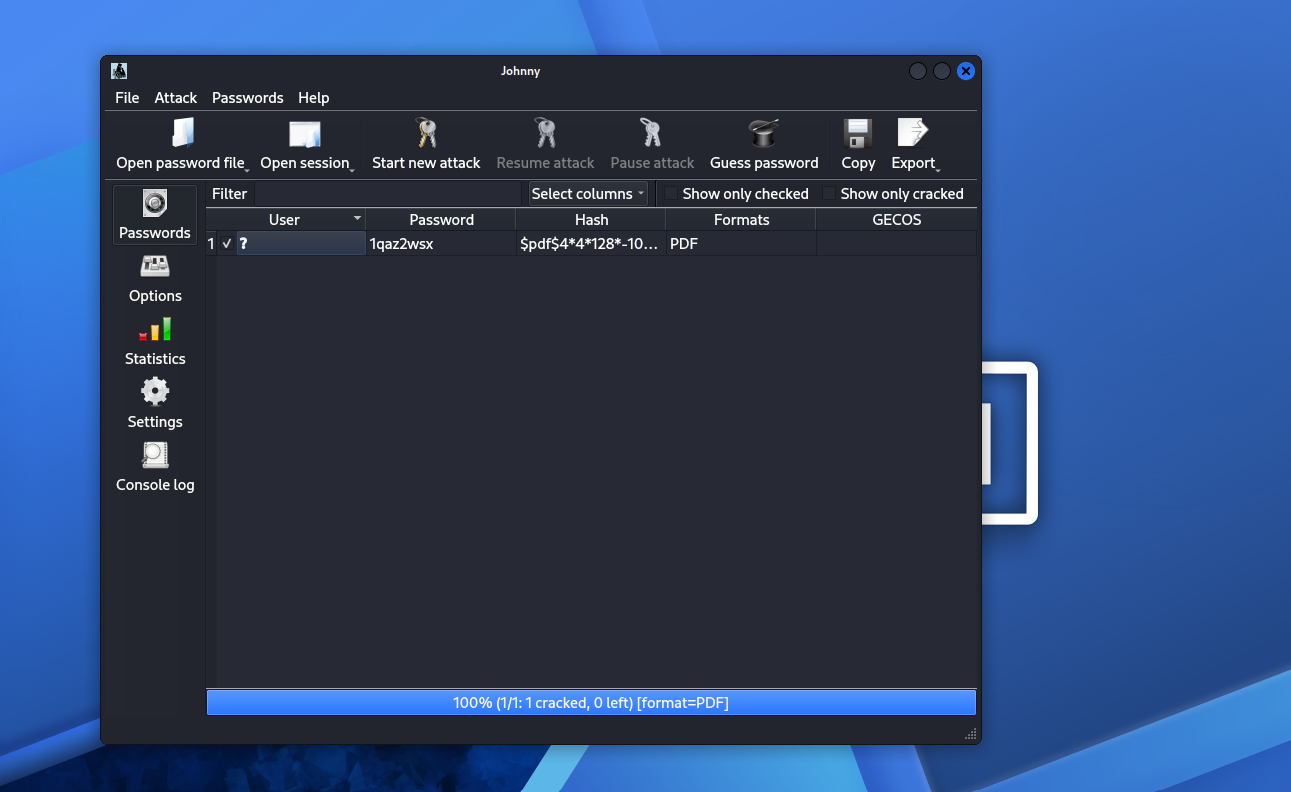 Johnny
File Attack Passwords Help
Open password file Open session Start new attack Resume attack Pause attack Guess password Copy Export
Filter Select columns Show only checked Show only cracked
User Password Hash Formats GECOS
1 ? 1qaz2wsx $pdf$4*4*128*-10... PDF
Passwords
Options
Statistics
Settings
Console log
100% (1/1: 1 cracked, 0 left) [format=PDF]